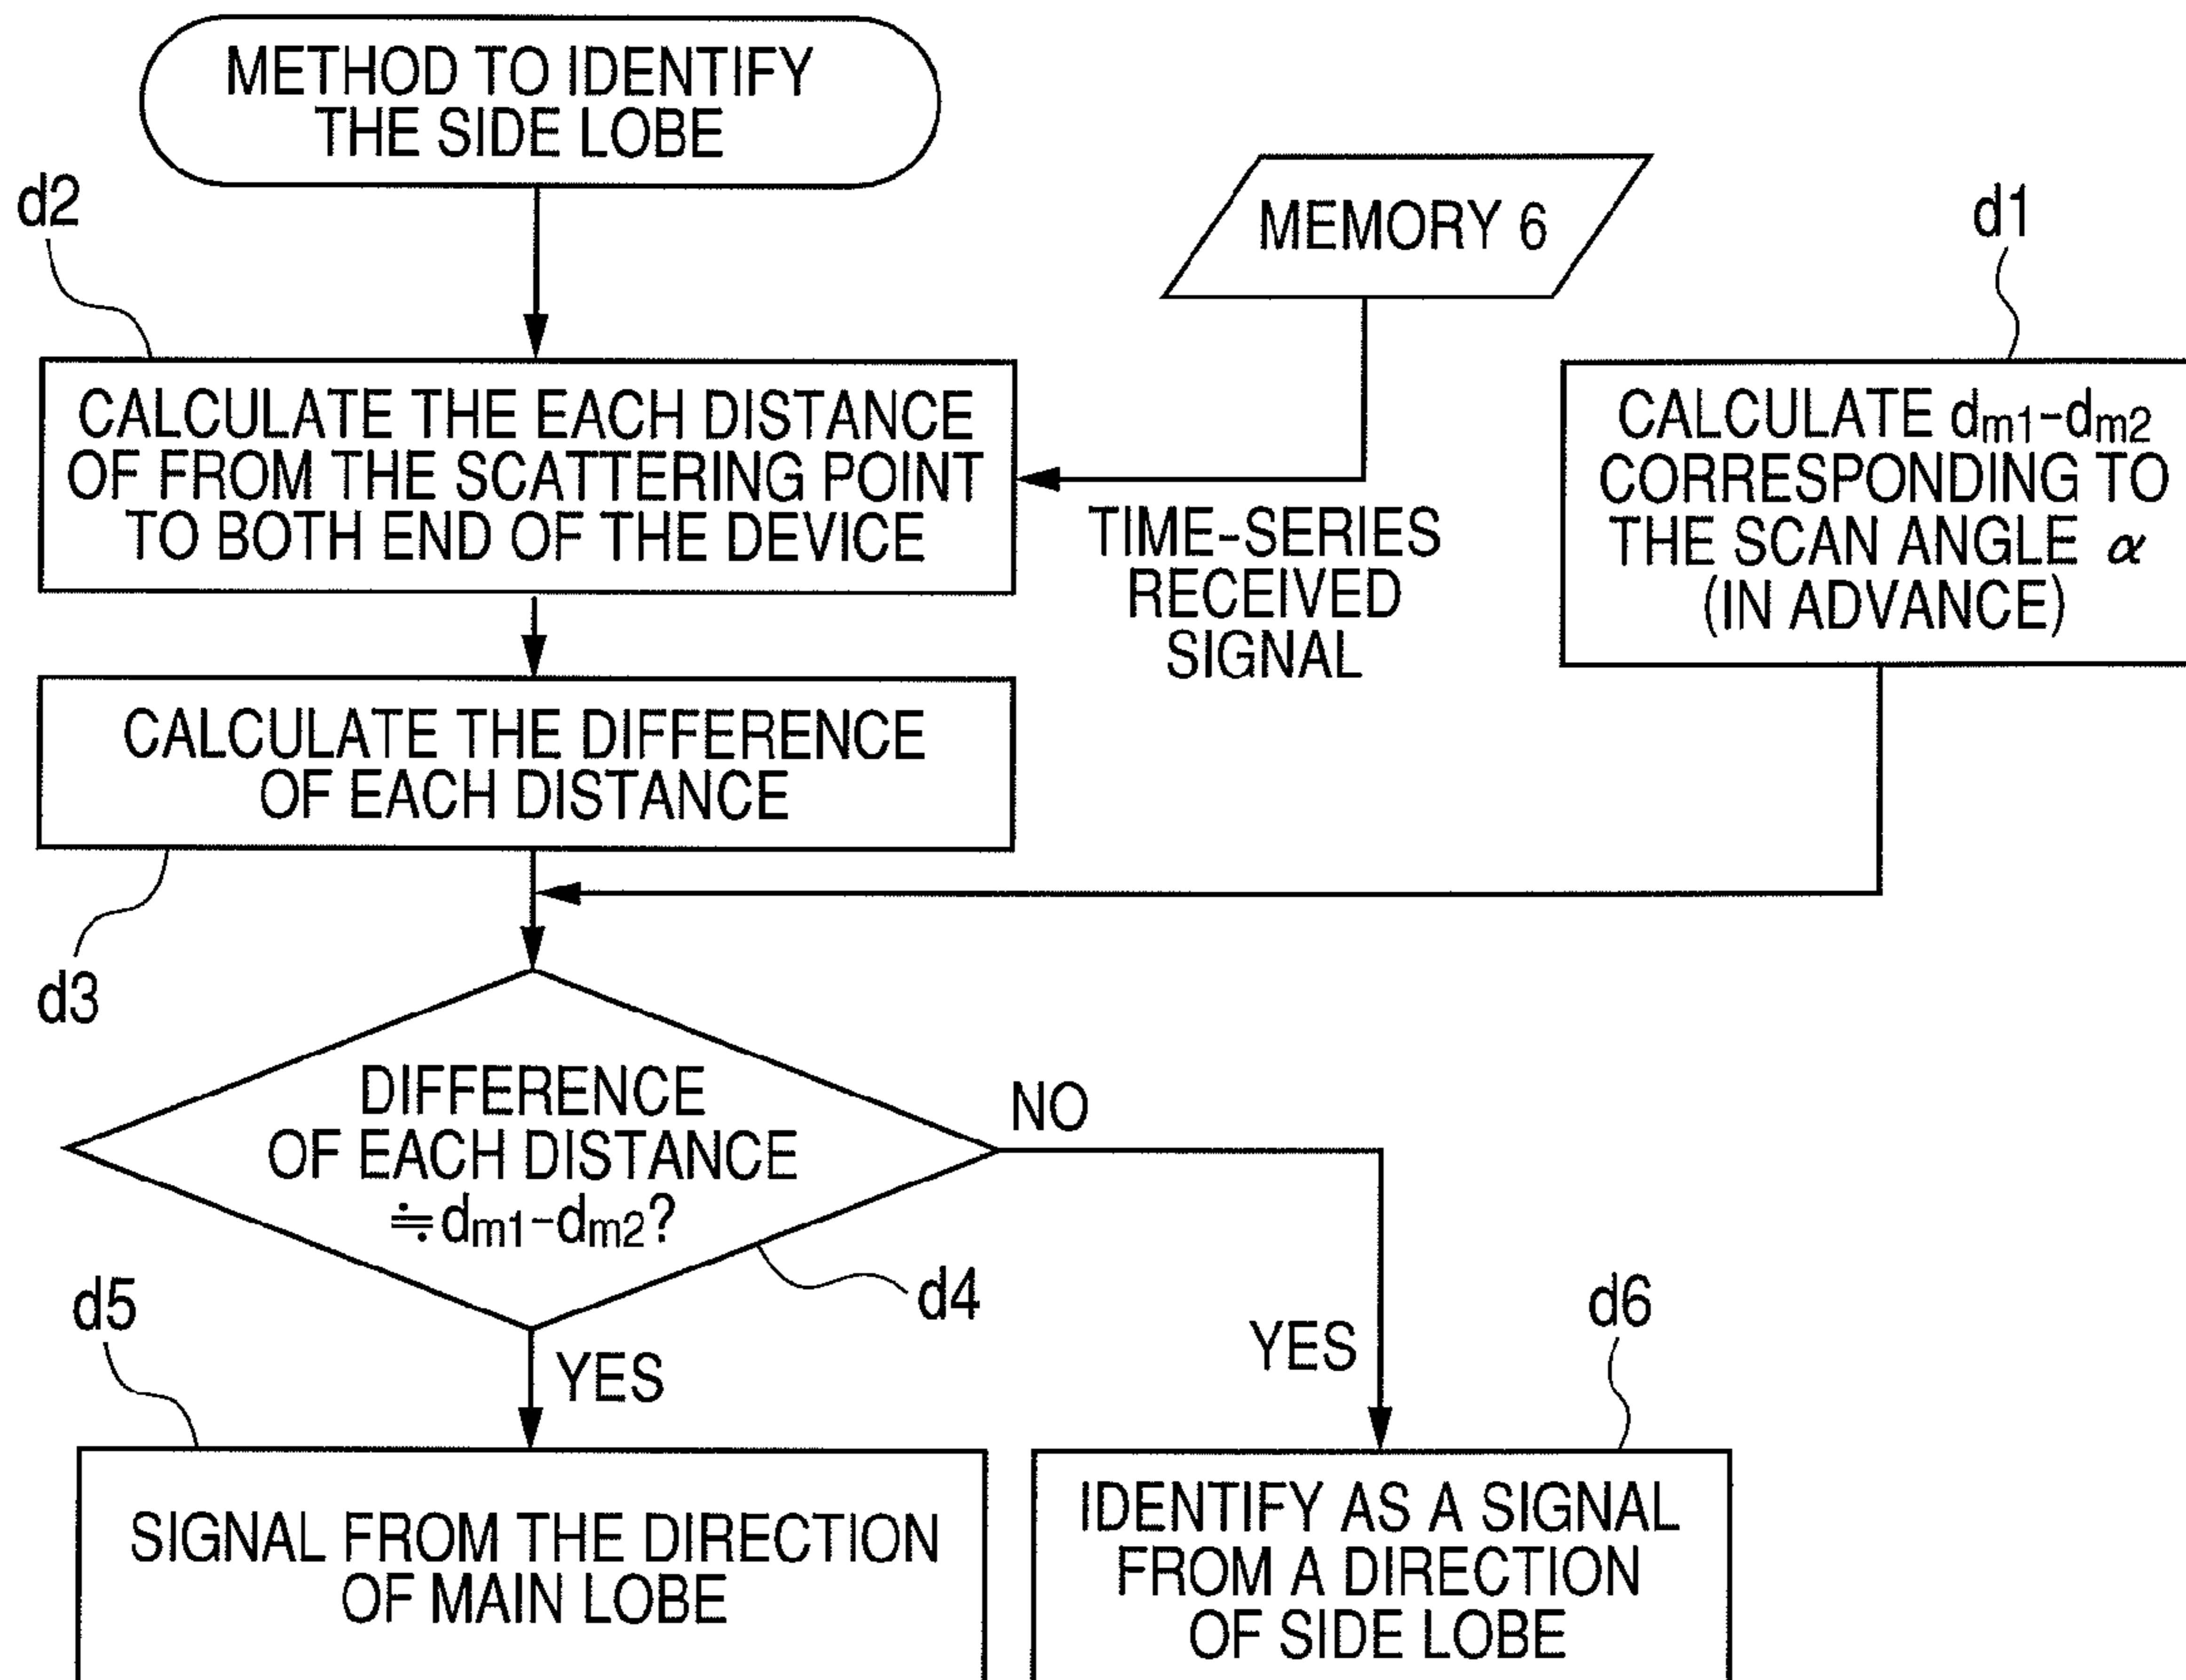 METHOD TO IDENTIFY
THE SIDE LOBE
d2
MEMORY 6
d1
CALCULATE THE EACH DISTANCE
OF FROM THE SCATTERING POINT
TO BOTH END OF THE DEVICE
TIME-SERIES
RECEIVED
SIGNAL
CALCULATE dm1-dm2
CORRESPONDING TO
THE SCAN ANGLE α
(IN ADVANCE)
CALCULATE THE DIFFERENCE
OF EACH DISTANCE
d3
DIFFERENCE
OF EACH DISTANCE
≒dm1-dm2?
NO
d4
d5
YES
YES
d6
SIGNAL FROM THE DIRECTION
OF MAIN LOBE
IDENTIFY AS A SIGNAL
FROM A DIRECTION
OF SIDE LOBE